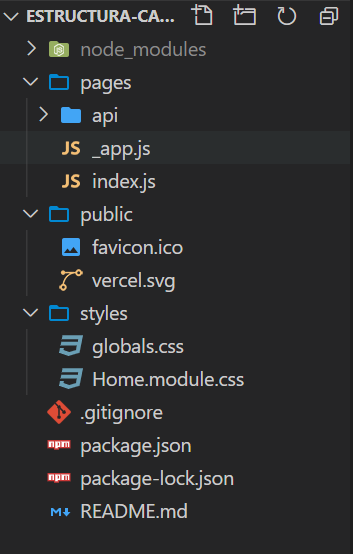 ESTRUCTURA-CA...
node_modules
pages
api
JS _app.js
JS index.js
public
favicon.ico
vercel.svg
styles
globals.css
Home.module.css
.gitignore
npm package.json
npm package-lock.json
M README.md